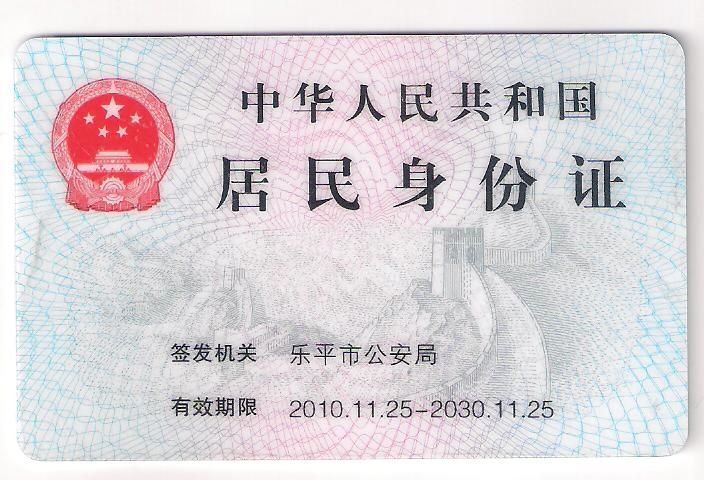 中华人民共和国
居民身份证
签发机关 乐平市公安局
有效期限 2010.11.25-2030.11.25